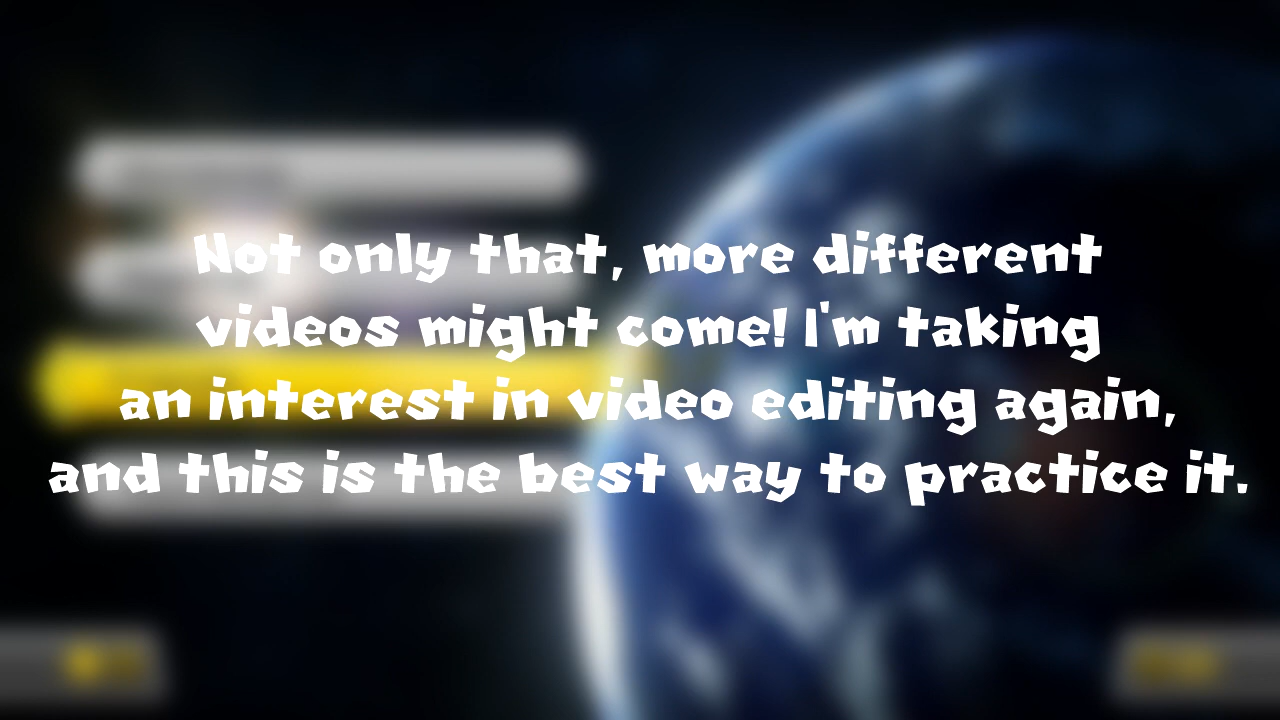 Not only that, more different
videos might come! I'm taking
an interest in video editing again,
and this is the best way to practice it.